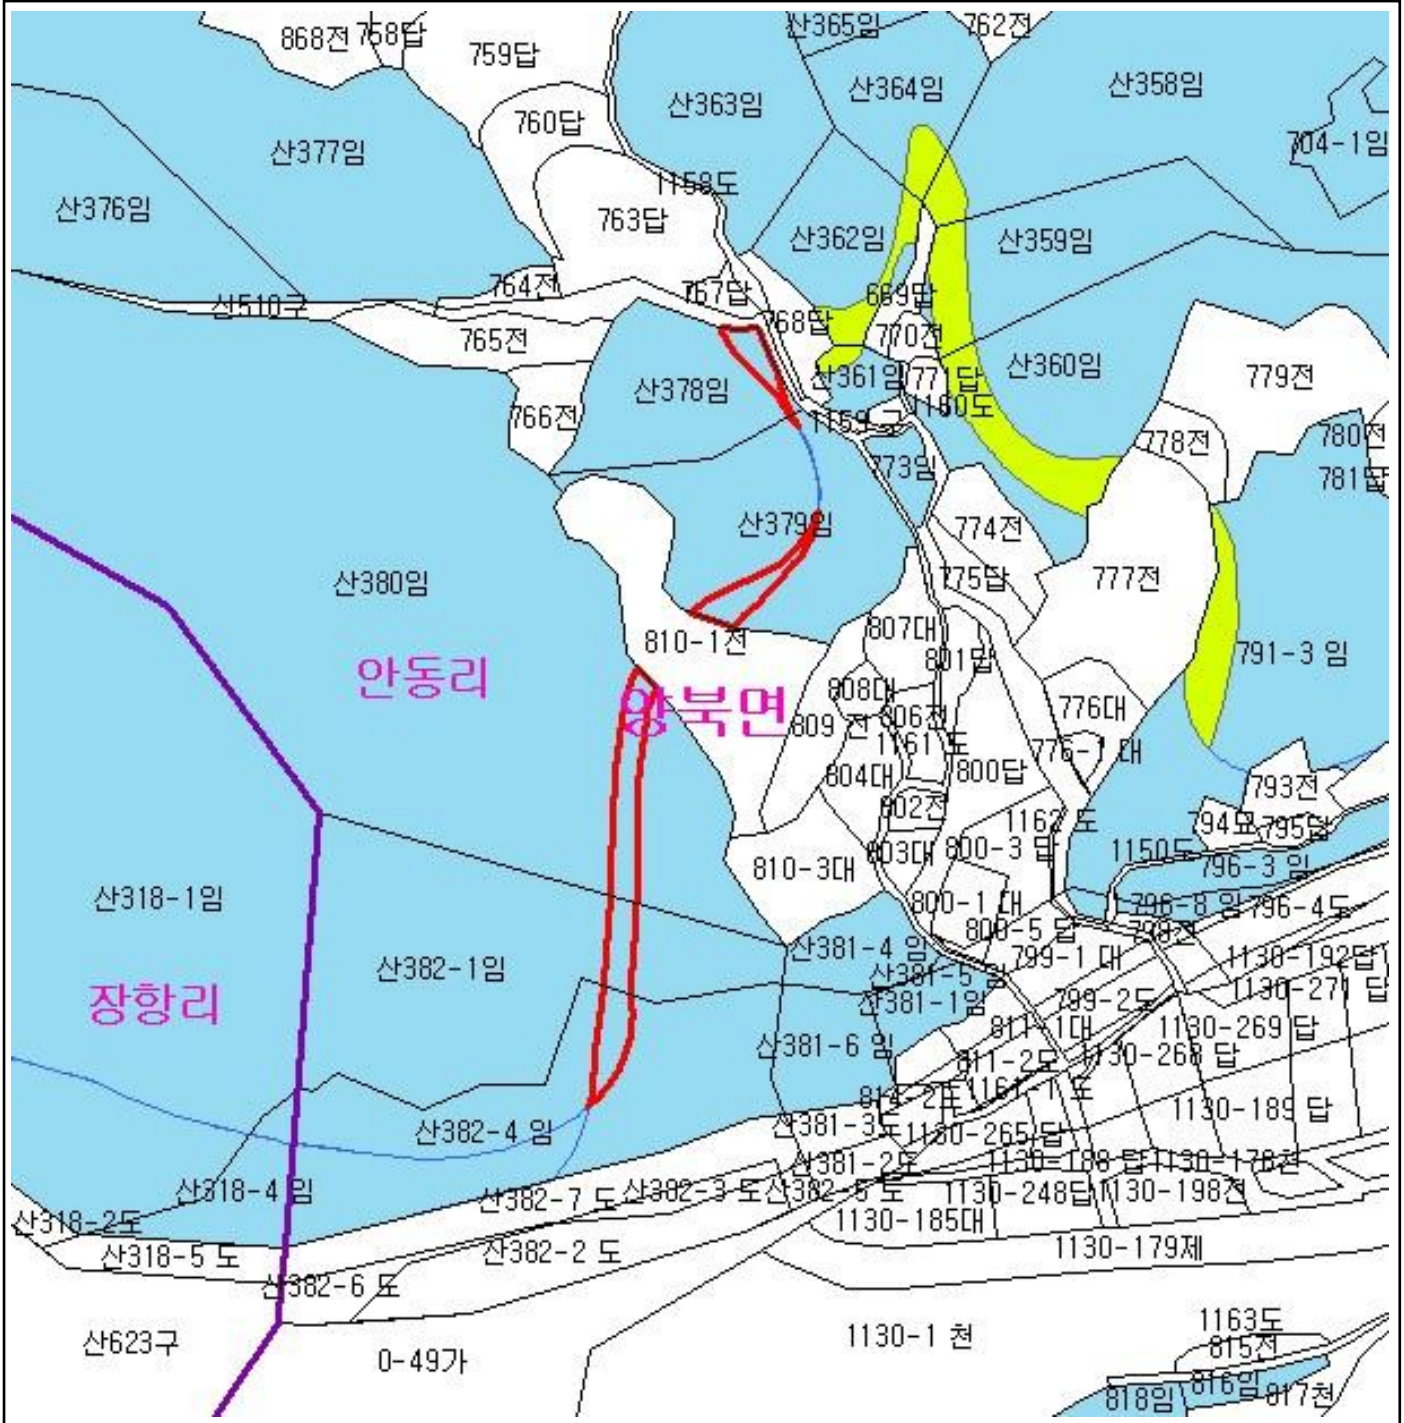 산365임
762전
868전
758답
759답
산364임
산358임
산363임
760답
704-1임
산377임
1158도
산376임
763답
산362임
산359임
764전
767답
669답
산510구
768답
765전
770전
산360임
779전
산361임
771답
산378임
1160도
766전
1159구
778전
780전
773임
781답
산379임
774전
775답
777전
산380임
807대
810-1전
801답
791-3 임
안동리
808대
양북면
806전
776대
809 전
1161 도
776-1 대
804대
800답
793전
802전
1162 도
794묘
795답
803대
800-3 답
1150도
810-3대
796-3 임
산318-1임
800-1 대
796-8 임
796-4도
800-5 답
798전
산381-4 임
799-1 대
1130-192답
산382-1임
산381-5 임
1130-271 답
장항리
산381-1임
799-2도
811-1대
1130-269 답
산381-6 임
811-2도
1130-268 답
814-2도
1161-1 도
1130-189 답
산381-3도
1130-265 답
산382-4 임
산381-2도
1130-188 답
1130-178전
산318-4 임
산382-7 도
산382-3 도
산382-5 도
1130-248답
1130-198전
산318-2도
1130-185대
산318-5 도
산382-2 도
1130-179제
산382-6 도
1163도
산623구
1130-1 천
815전
0-49가
816임
818임
817천